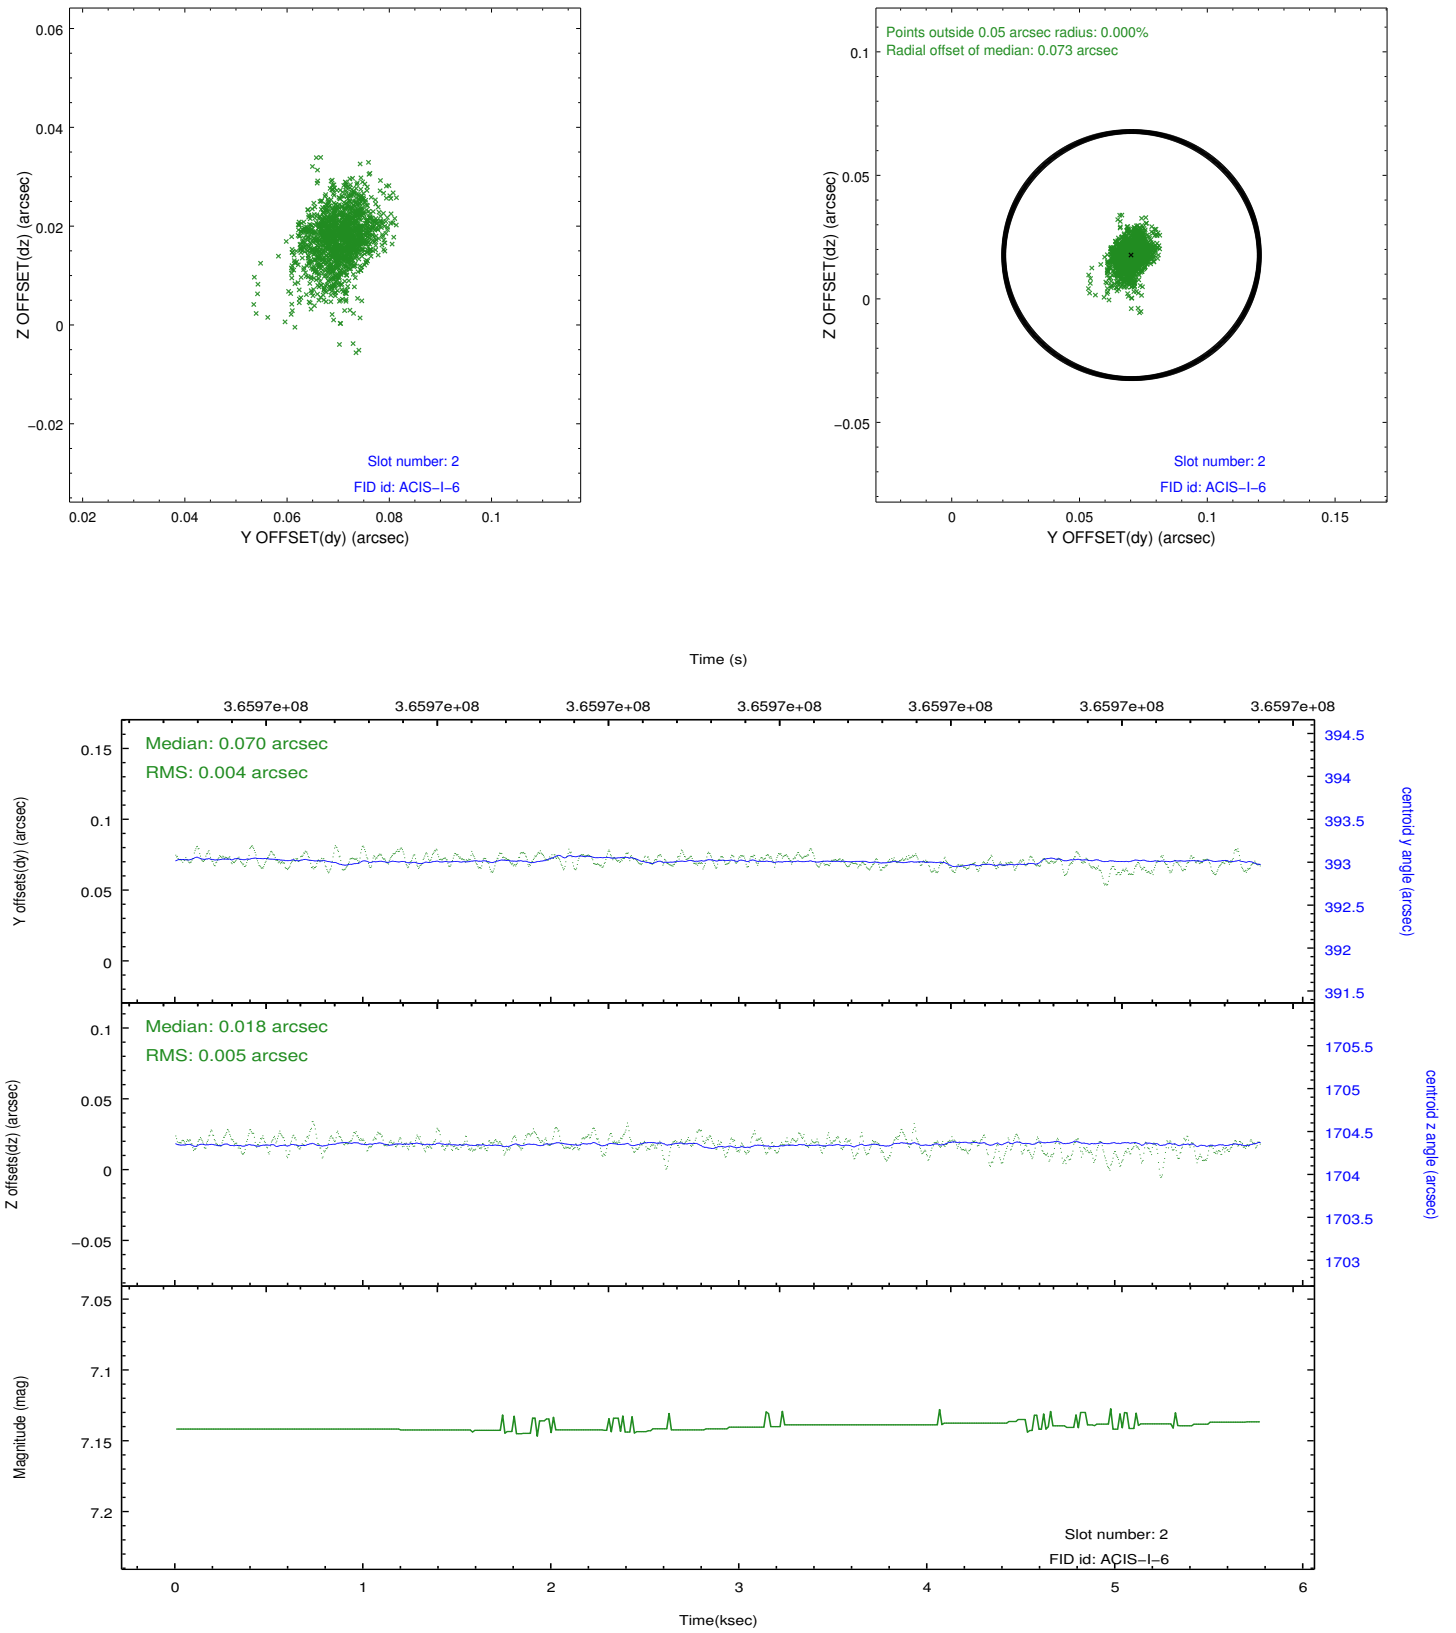 0.06
0.04
0.02
0
−0.02
Z OFFSET(dz) (arcsec)
Slot number: 2
FID id: ACIS−I−6
0.02 0.04 0.06 0.08 0.1
Y OFFSET(dy) (arcsec)
Points outside 0.05 arcsec radius: 0.000%
Radial offset of median: 0.073 arcsec
0.1
0.05
0
−0.05
Z OFFSET(dz) (arcsec)
Slot number: 2
FID id: ACIS−I−6
0 0.05 0.1 0.15
Y OFFSET(dy) (arcsec)
Time (s)
3.6597e+08 3.6597e+08 3.6597e+08 3.6597e+08 3.6597e+08 3.6597e+08 3.6597e+08
Median: 0.070 arcsec
RMS: 0.004 arcsec
0.15
0.1
0.05
0
Y offsets(dy) (arcsec)
394.5
394
393.5
393
392.5
392
391.5
centroid y angle (arcsec)
Median: 0.018 arcsec
RMS: 0.005 arcsec
0.1
0.05
0
−0.05
Z offsets(dz) (arcsec)
1705.5
1705
1704.5
1704
1703.5
1703
centroid z angle (arcsec)
7.05
7.1
7.15
7.2
Magnitude (mag)
Slot number: 2
FID id: ACIS−I−6
0 1 2 3 4 5 6
Time(ksec)